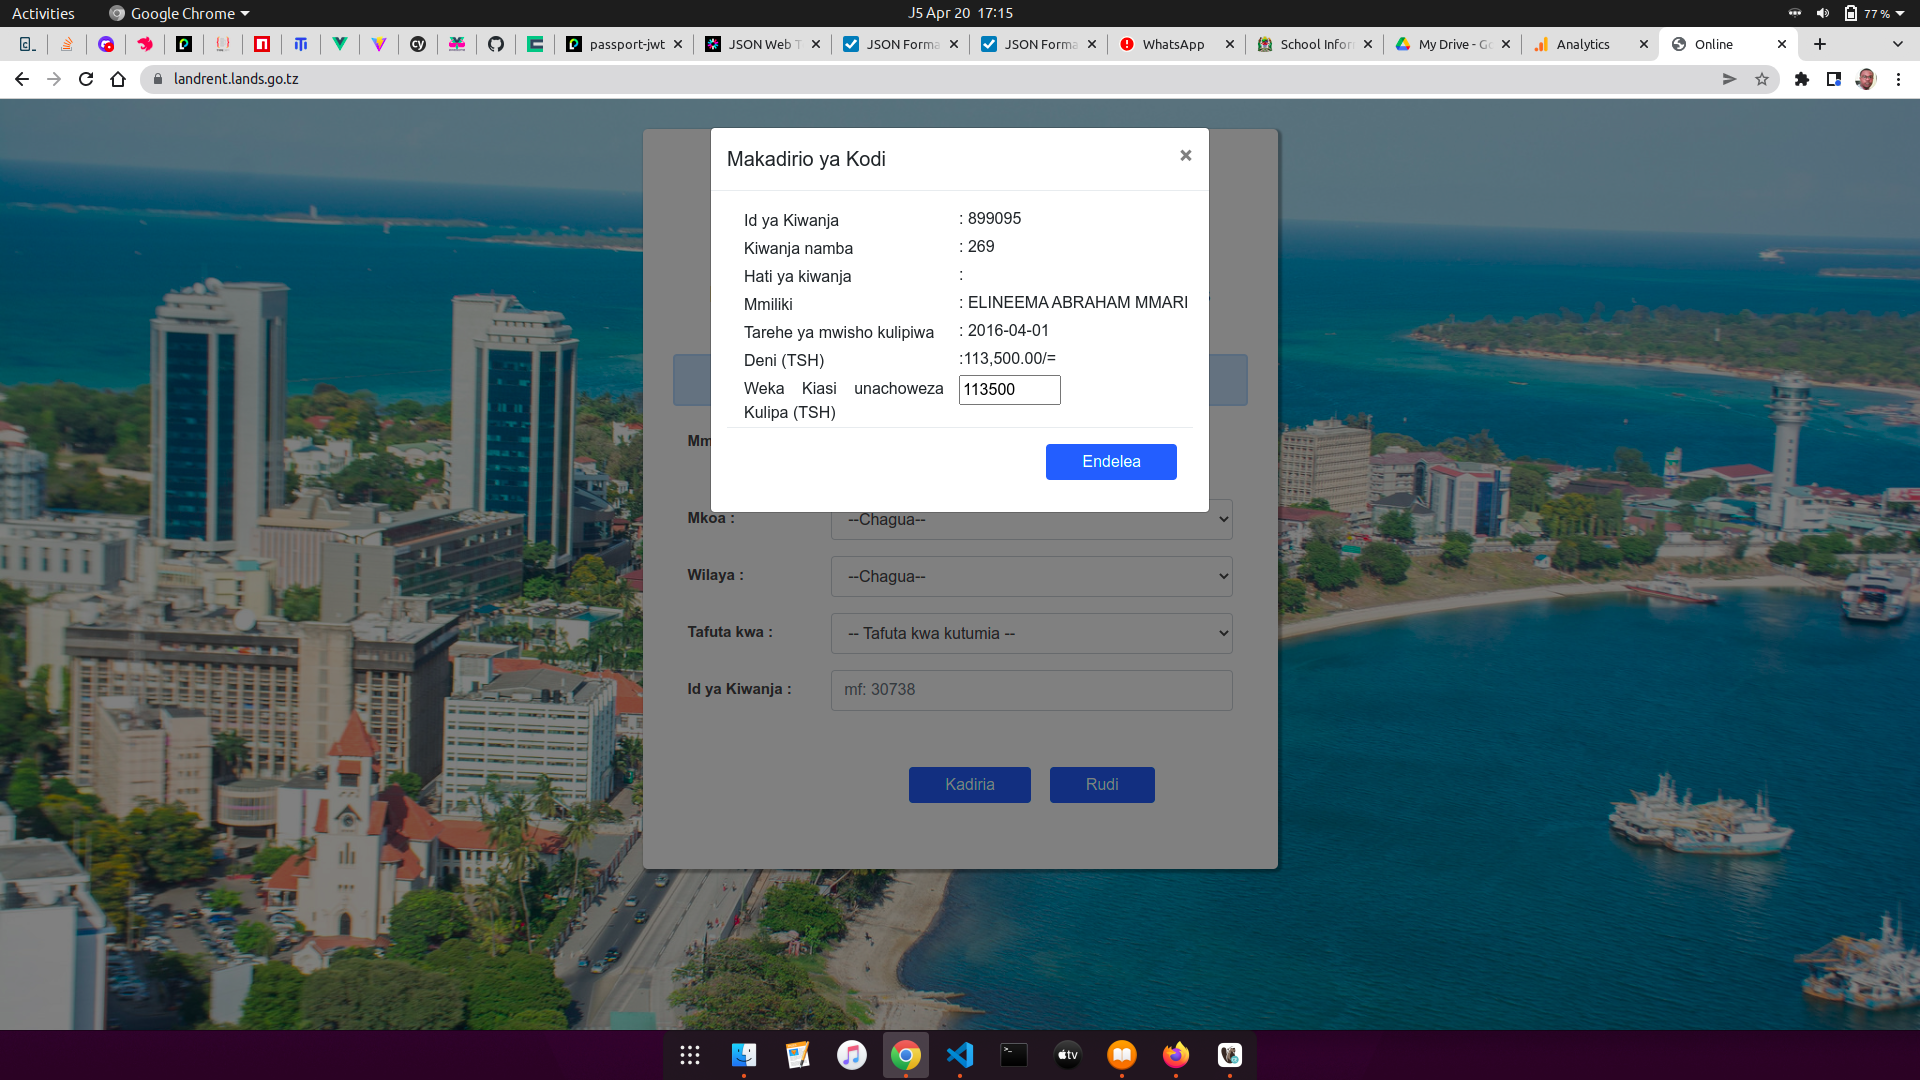 Activities
Google Chrome
J5 Apr 20 17:15
77 %
passport-jwt
JSON Web T
JSON Forma
JSON Forma
WhatsApp
School Infor
My Drive - Go
Analytics
Online
landrent.lands.go.tz
Makadirio ya Kodi
×
Id ya Kiwanja : 899095
Kiwanja namba : 269
Hati ya kiwanja :
Mmiliki : ELINEEMA ABRAHAM MMARI
Tarehe ya mwisho kulipiwa : 2016-04-01
Deni (TSH) :113,500.00/=
Weka Kiasi unachoweza 113500
Kulipa (TSH)
Endelea
Mm
Mkoa : --Chagua--
Wilaya : --Chagua--
Tafuta kwa : -- Tafuta kwa kutumia --
Id ya Kiwanja : mf: 30738
Kadiria Rudi
tv